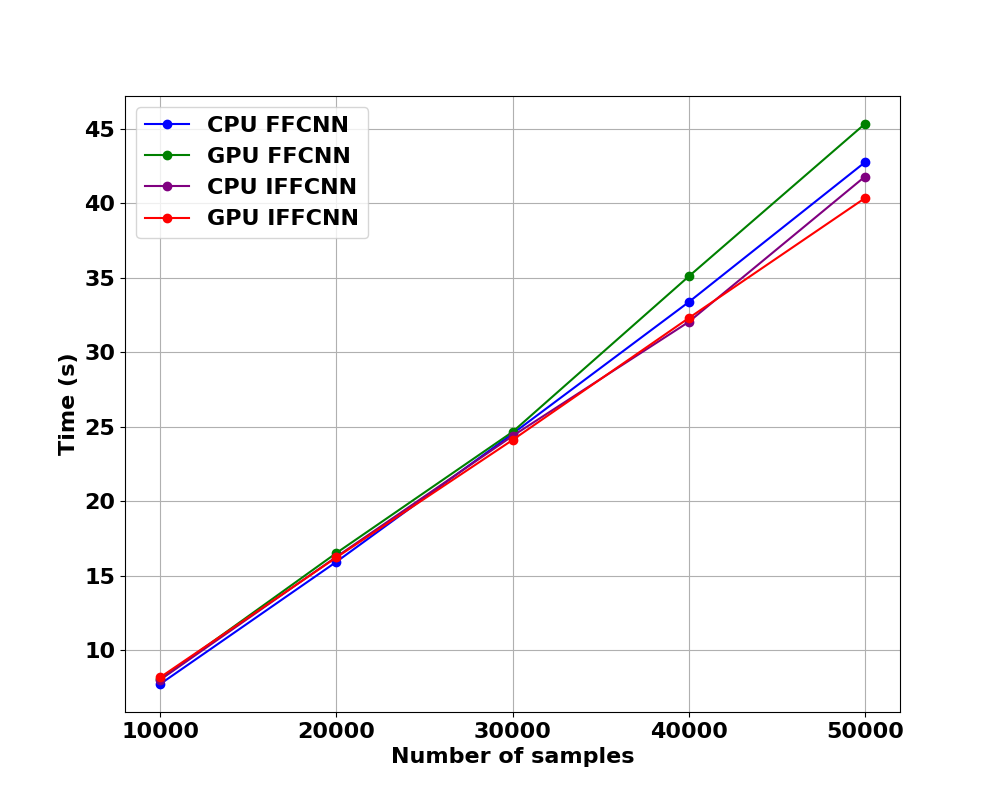 CPU FFCNN
GPU FFCNN
CPU IFFCNN
GPU IFFCNN
45
40
35
30
25
20
15
10
Time (s)
10000 20000 30000 40000 50000
Number of samples